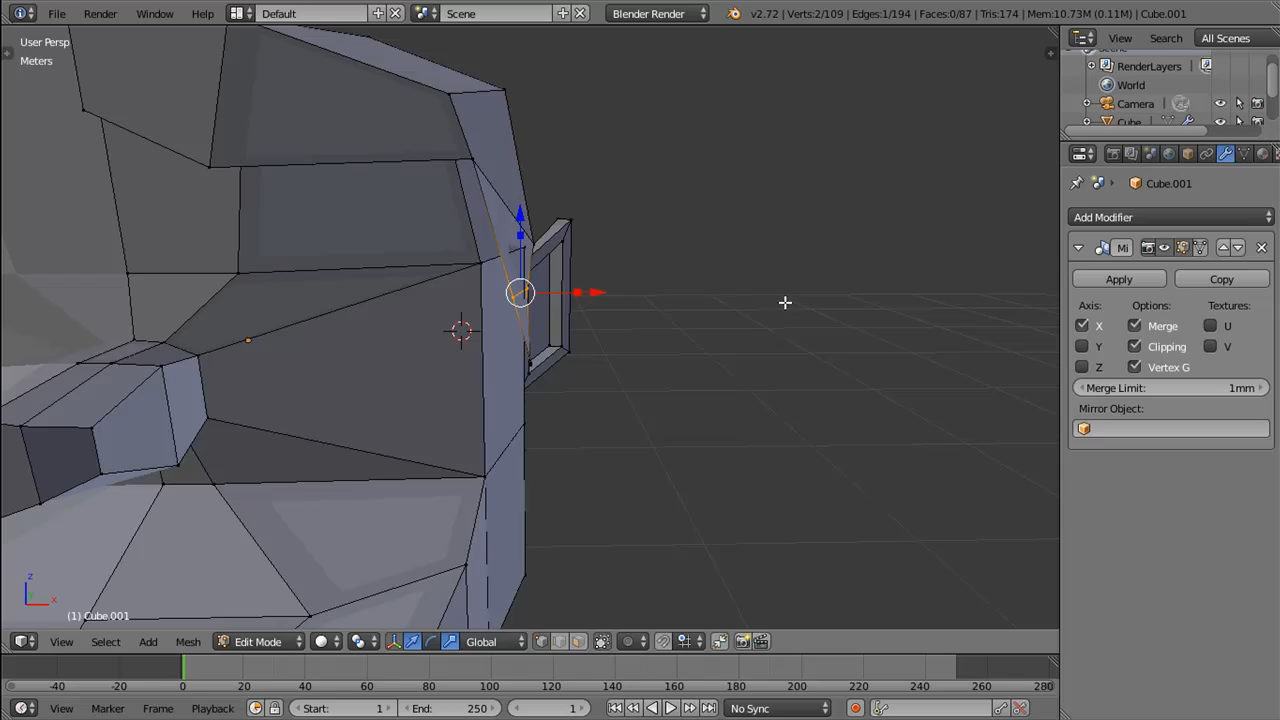 File Render Window Help Default Scene Blender Render v2.72 | Verts:2/109 | Edges:1/194 | Faces:0/87 | Tris:174 | Mem:10.73M (0.11M) | Cube.001
User Persp
Meters
View Search All Scenes
RenderLayers
World
Camera
Cube
Cube.001
Add Modifier
Mi
Apply Copy
Axis: Options: Textures:
X Merge U
Y Clipping V
Z Vertex G
Merge Limit: 1mm
Mirror Object:
z
x
(1) Cube.001
View Select Add Mesh Edit Mode Global
-40 -20 0 20 40 60 80 100 120 140 160 180 200 220 240 260 280
View Marker Frame Playback Start: 1 End: 250 1 No Sync